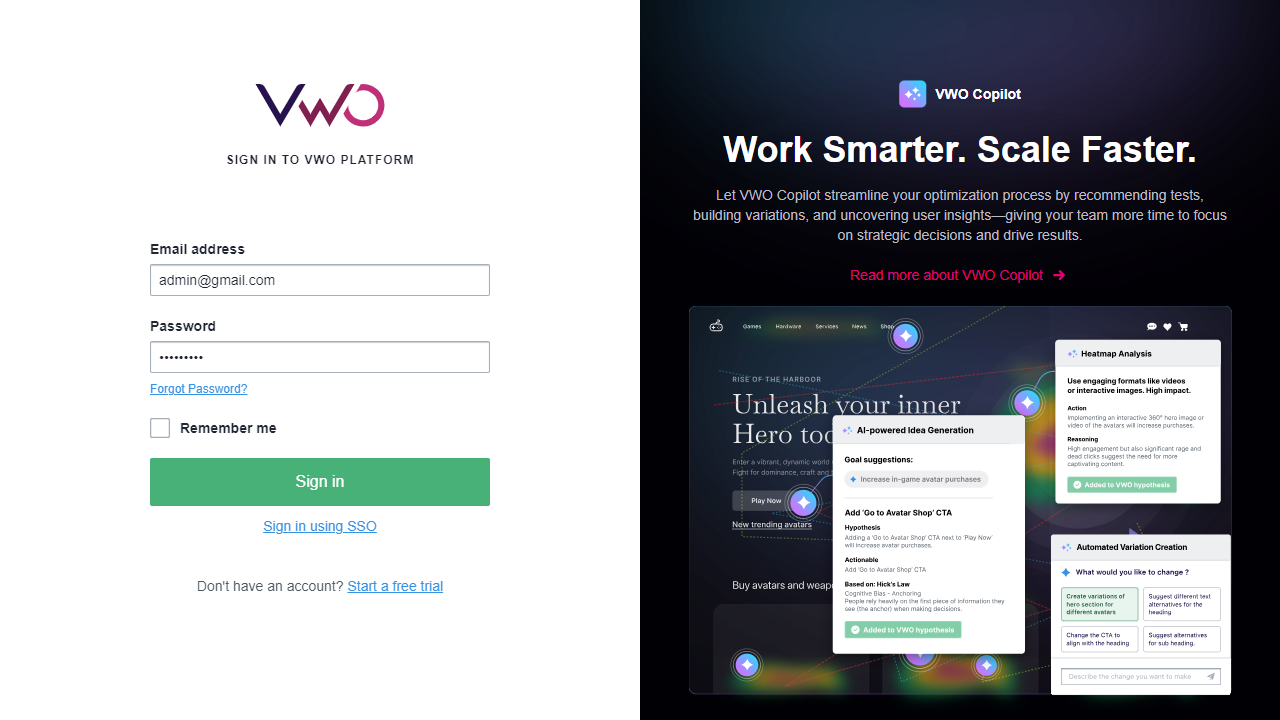 VWO
SIGN IN TO VWO PLATFORM
Email address
admin@gmail.com
Password
•••••••••
Forgot Password?
Remember me
Sign in
Sign in using SSO
Don't have an account? Start a free trial
VWO Copilot
Work Smarter. Scale Faster.
Let VWO Copilot streamline your optimization process by recommending tests,
building variations, and uncovering user insights—giving your team more time to focus
on strategic decisions and drive results.
Read more about VWO Copilot
Games Hardware Services News Shop
RISE OF THE HARBOOR
Unleash your inner
Hero
Enter a vibrant, dynamic world
Fight for dominance, craft and
Play Now
New trending avatars
Buy avatars and
AI-powered Idea Generation
Goal suggestions:
Increase in-game avatar purchases
Add 'Go to Avatar Shop' CTA
Hypothesis
Adding a 'Go to Avatar Shop' CTA next to 'Play Now'
will increase avatar purchases.
Actionable
Add 'Go to Avatar Shop' CTA
Based on: Hick's Law
Cognitive Bias - Anchoring
People rely heavily on the first piece of information they
see (the anchor) when making decisions.
Added to VWO hypothesis
Heatmap Analysis
Use engaging formats like videos
or interactive images. High impact.
Action
Implementing an interactive 360° hero image or
video of the avatars will increase purchases.
Reasoning
High engagement but also significant rage and
dead clicks suggest the need for more
captivating content.
Added to VWO hypothesis
Automated Variation Creation
What would you like to change ?
Create variations of
hero section for
different avatars
Suggest different text
alternatives for the
heading
Change the CTA to
align with the heading
Suggest alternatives
for sub heading.
Describe the change you want to make